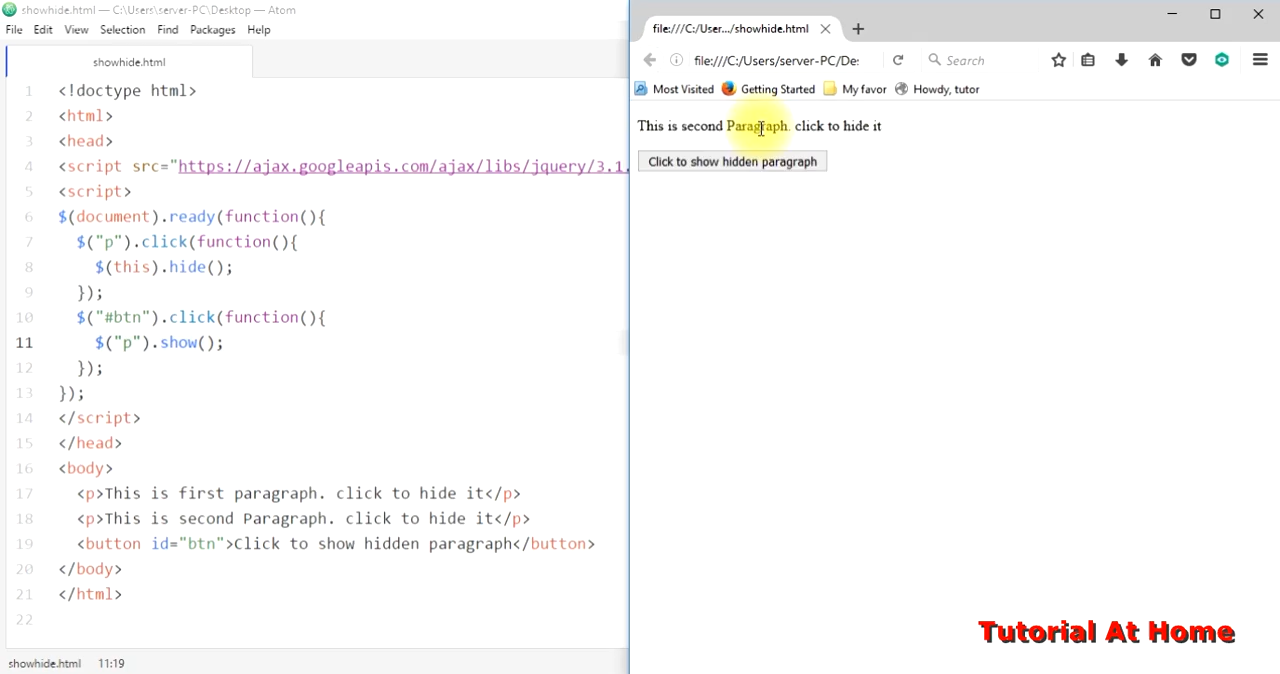 showhide.html — C:\Users\server-PC\Desktop — Atom
File Edit View Selection Find Packages Help
showhide.html
1 <!doctype html>
2 <html>
3 <head>
4 <script src="https://ajax.googleapis.com/ajax/libs/jquery/3.1.
5 <script>
6 $(document).ready(function(){
7 $("p").click(function(){
8 $(this).hide();
9 });
10 $("#btn").click(function(){
11 $("p").show();
12 });
13 });
14 </script>
15 </head>
16 <body>
17 <p>This is first paragraph. click to hide it</p>
18 <p>This is second Paragraph. click to hide it</p>
19 <button id="btn">Click to show hidden paragraph</button>
20 </body>
21 </html>
22
showhide.html 11:19
file:///C:/User.../showhide.html
file:///C:/Users/server-PC/De:
Search
Most Visited Getting Started My favor Howdy, tutor
This is second Paragraph. click to hide it
Click to show hidden paragraph
Tutorial At Home